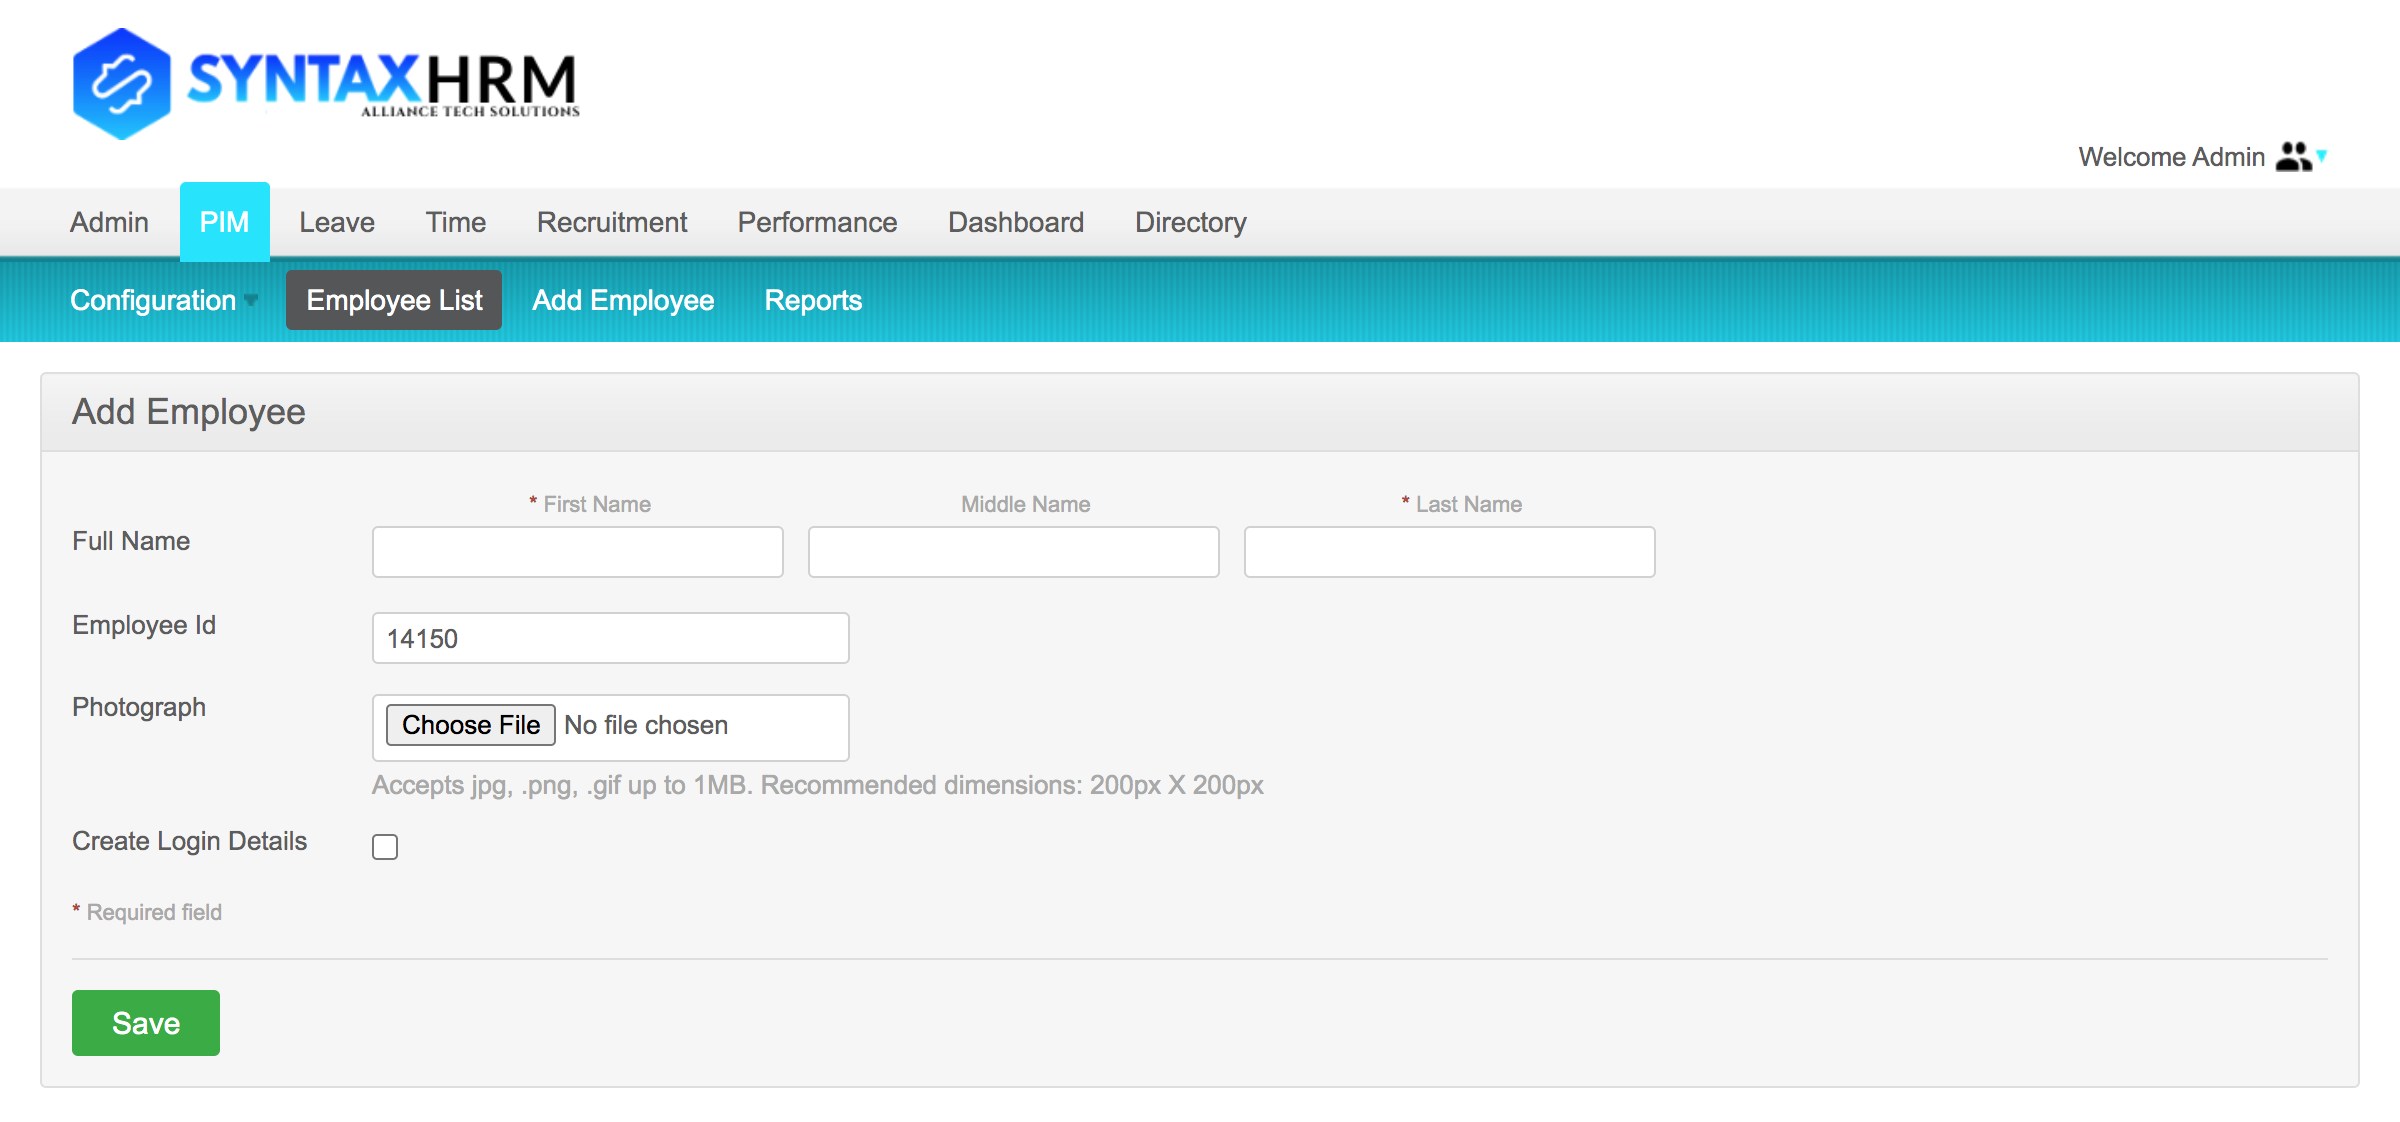 SYNTAXHRM
ALLIANCE TECH SOLUTIONS
Welcome Admin
Admin PIM Leave Time Recruitment Performance Dashboard Directory
Configuration Employee List Add Employee Reports
Add Employee
* First Name Middle Name * Last Name
Full Name
Employee Id 14150
Photograph Choose File No file chosen
Accepts jpg, .png, .gif up to 1MB. Recommended dimensions: 200px X 200px
Create Login Details
* Required field
Save